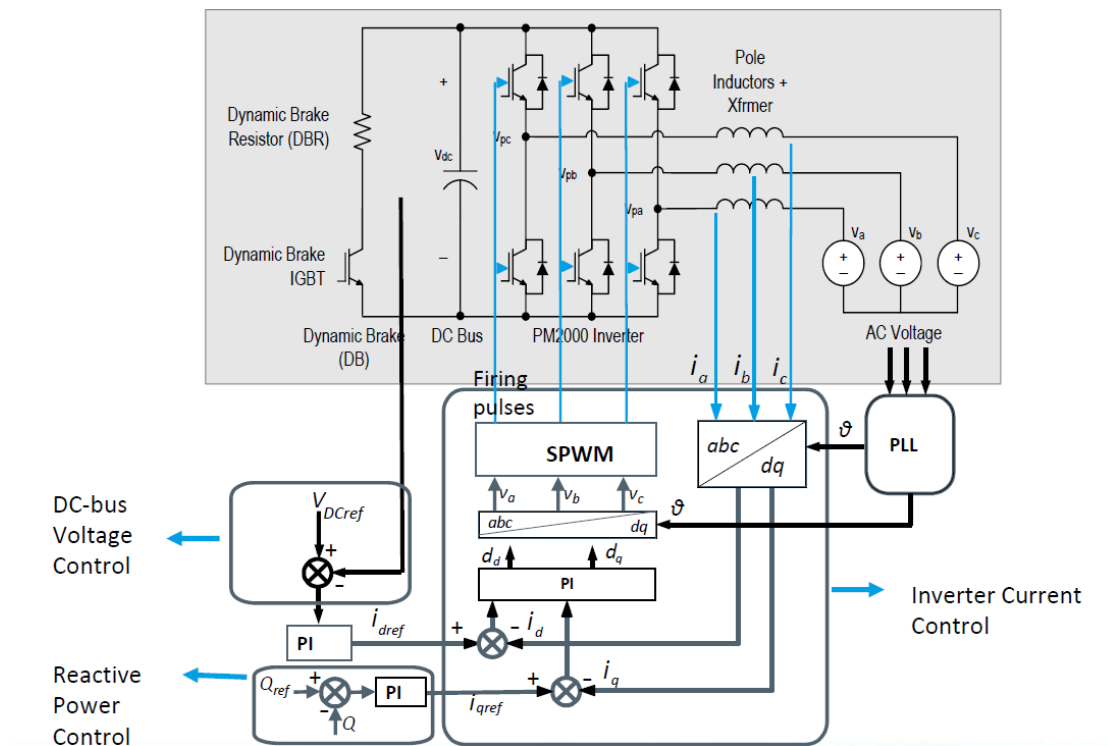 Pole
Inductors +
Xfrmer
Dynamic Brake
Resistor (DBR)
+
Vdc
−
Vpc
Vpb
Vpa
Va
Vb
Vc
+
−
+
−
+
−
Dynamic Brake
IGBT
Dynamic Brake
(DB)
DC Bus
PM2000 Inverter
AC Voltage
ia
ib
ic
Firing
pulses
SPWM
abc
dq
ϑ
PLL
va
vb
vc
abc
dq
ϑ
dd
dq
PI
DC-bus
Voltage
Control
VDCref
+
−
PI
idref
+
− id
Inverter Current
Control
Reactive
Power
Control
Qref
+
−
Q
PI
iqref
+
− iq